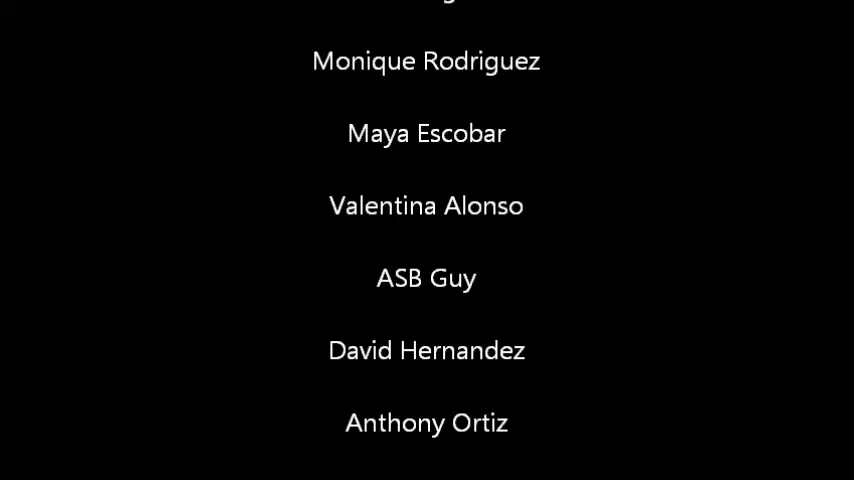 Monique Rodriguez
Maya Escobar
Valentina Alonso
ASB Guy
David Hernandez
Anthony Ortiz